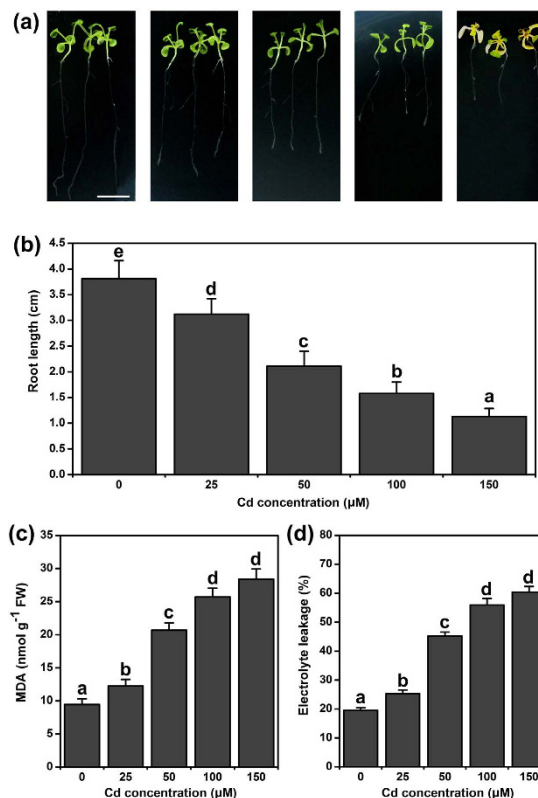 (a)
(b)
4.5
4.0
3.5
3.0
2.5
2.0
1.5
1.0
0.5
0.0
Root length (cm)
e
d
c
b
a
0 25 50 100 150
Cd concentration (µM)
(c)
35
30
25
20
15
10
5
0
MDA (nmol g⁻¹ FW)
a
b
c
d
d
0 25 50 100 150
Cd concentration (µM)
(d)
80
70
60
50
40
30
20
10
0
Electrolyte leakage (%)
a
b
c
d
d
0 25 50 100 150
Cd concentration (µM)